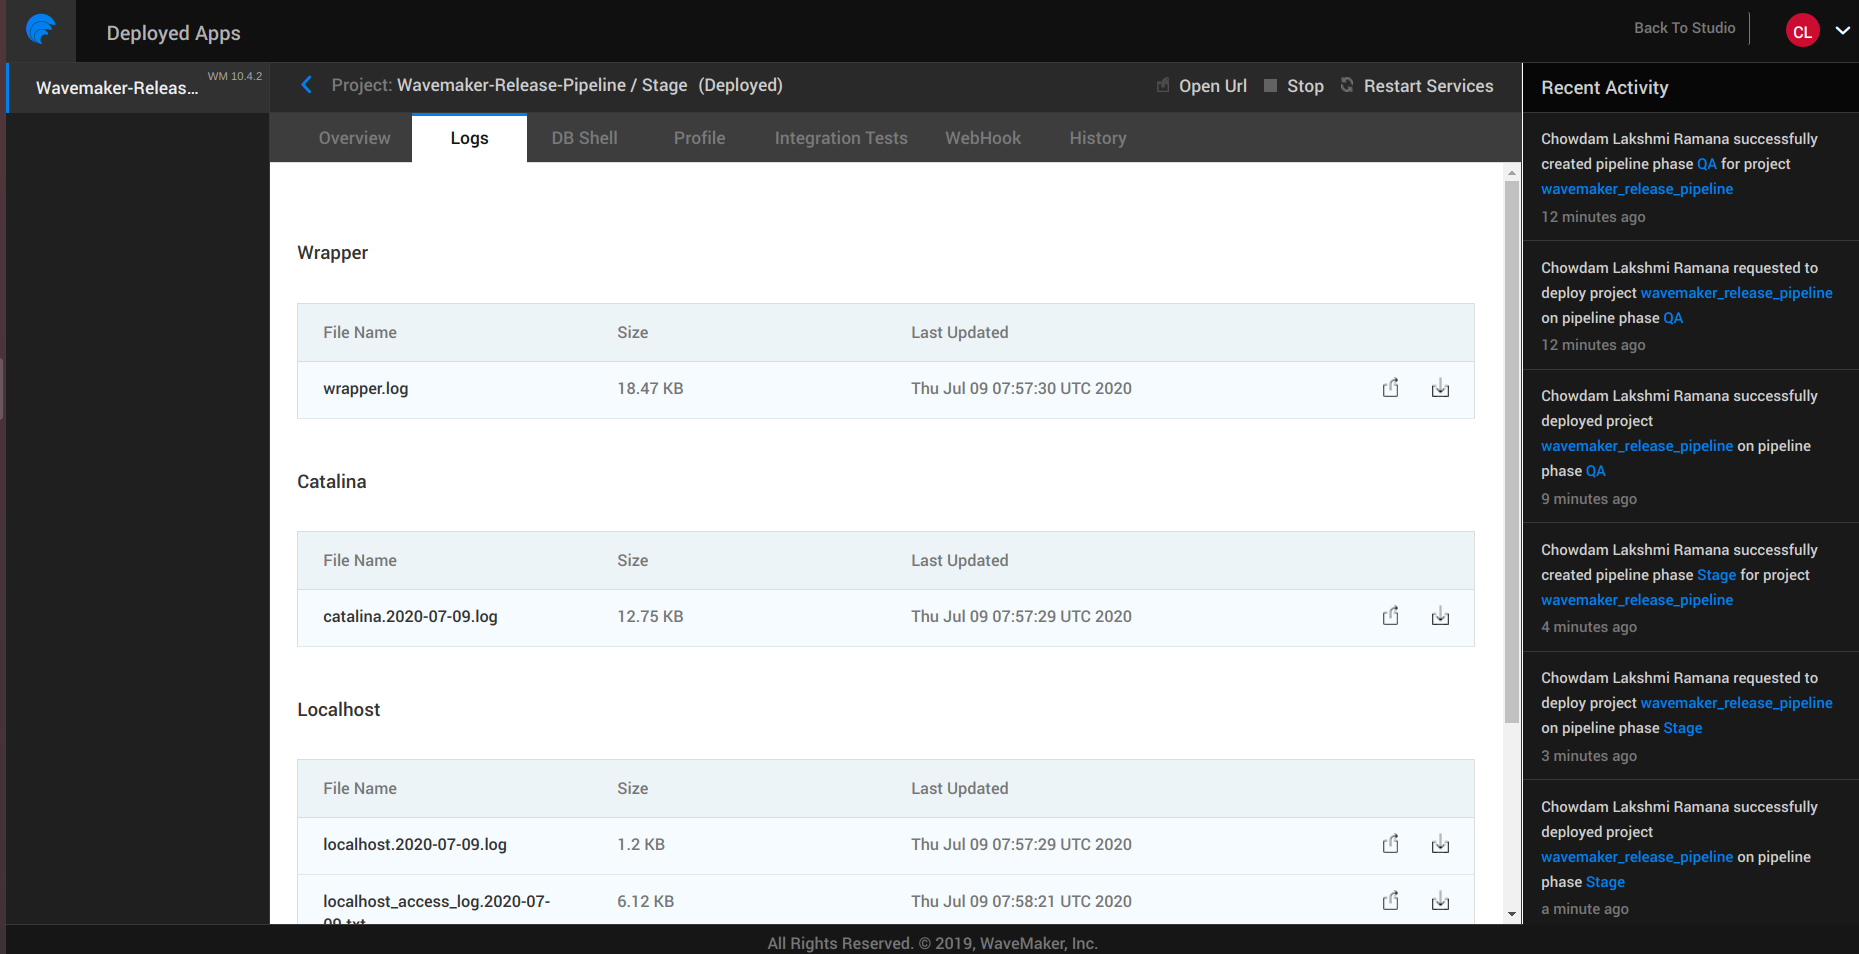 Deployed Apps
Back To Studio
CL
Wavemaker-Releas...
WM 10.4.2
Project: Wavemaker-Release-Pipeline / Stage (Deployed)
Open Url
Stop
Restart Services
Overview
Logs
DB Shell
Profile
Integration Tests
WebHook
History
Wrapper
File Name Size Last Updated
wrapper.log 18.47 KB Thu Jul 09 07:57:30 UTC 2020
Catalina
File Name Size Last Updated
catalina.2020-07-09.log 12.75 KB Thu Jul 09 07:57:29 UTC 2020
Localhost
File Name Size Last Updated
localhost.2020-07-09.log 1.2 KB Thu Jul 09 07:57:29 UTC 2020
localhost_access_log.2020-07- 6.12 KB Thu Jul 09 07:58:21 UTC 2020
09.txt
Recent Activity
Chowdam Lakshmi Ramana successfully
created pipeline phase QA for project
wavemaker_release_pipeline
12 minutes ago
Chowdam Lakshmi Ramana requested to
deploy project wavemaker_release_pipeline
on pipeline phase QA
12 minutes ago
Chowdam Lakshmi Ramana successfully
deployed project
wavemaker_release_pipeline on pipeline
phase QA
9 minutes ago
Chowdam Lakshmi Ramana successfully
created pipeline phase Stage for project
wavemaker_release_pipeline
4 minutes ago
Chowdam Lakshmi Ramana requested to
deploy project wavemaker_release_pipeline
on pipeline phase Stage
3 minutes ago
Chowdam Lakshmi Ramana successfully
deployed project
wavemaker_release_pipeline on pipeline
phase Stage
a minute ago
All Rights Reserved. © 2019, WaveMaker, Inc.